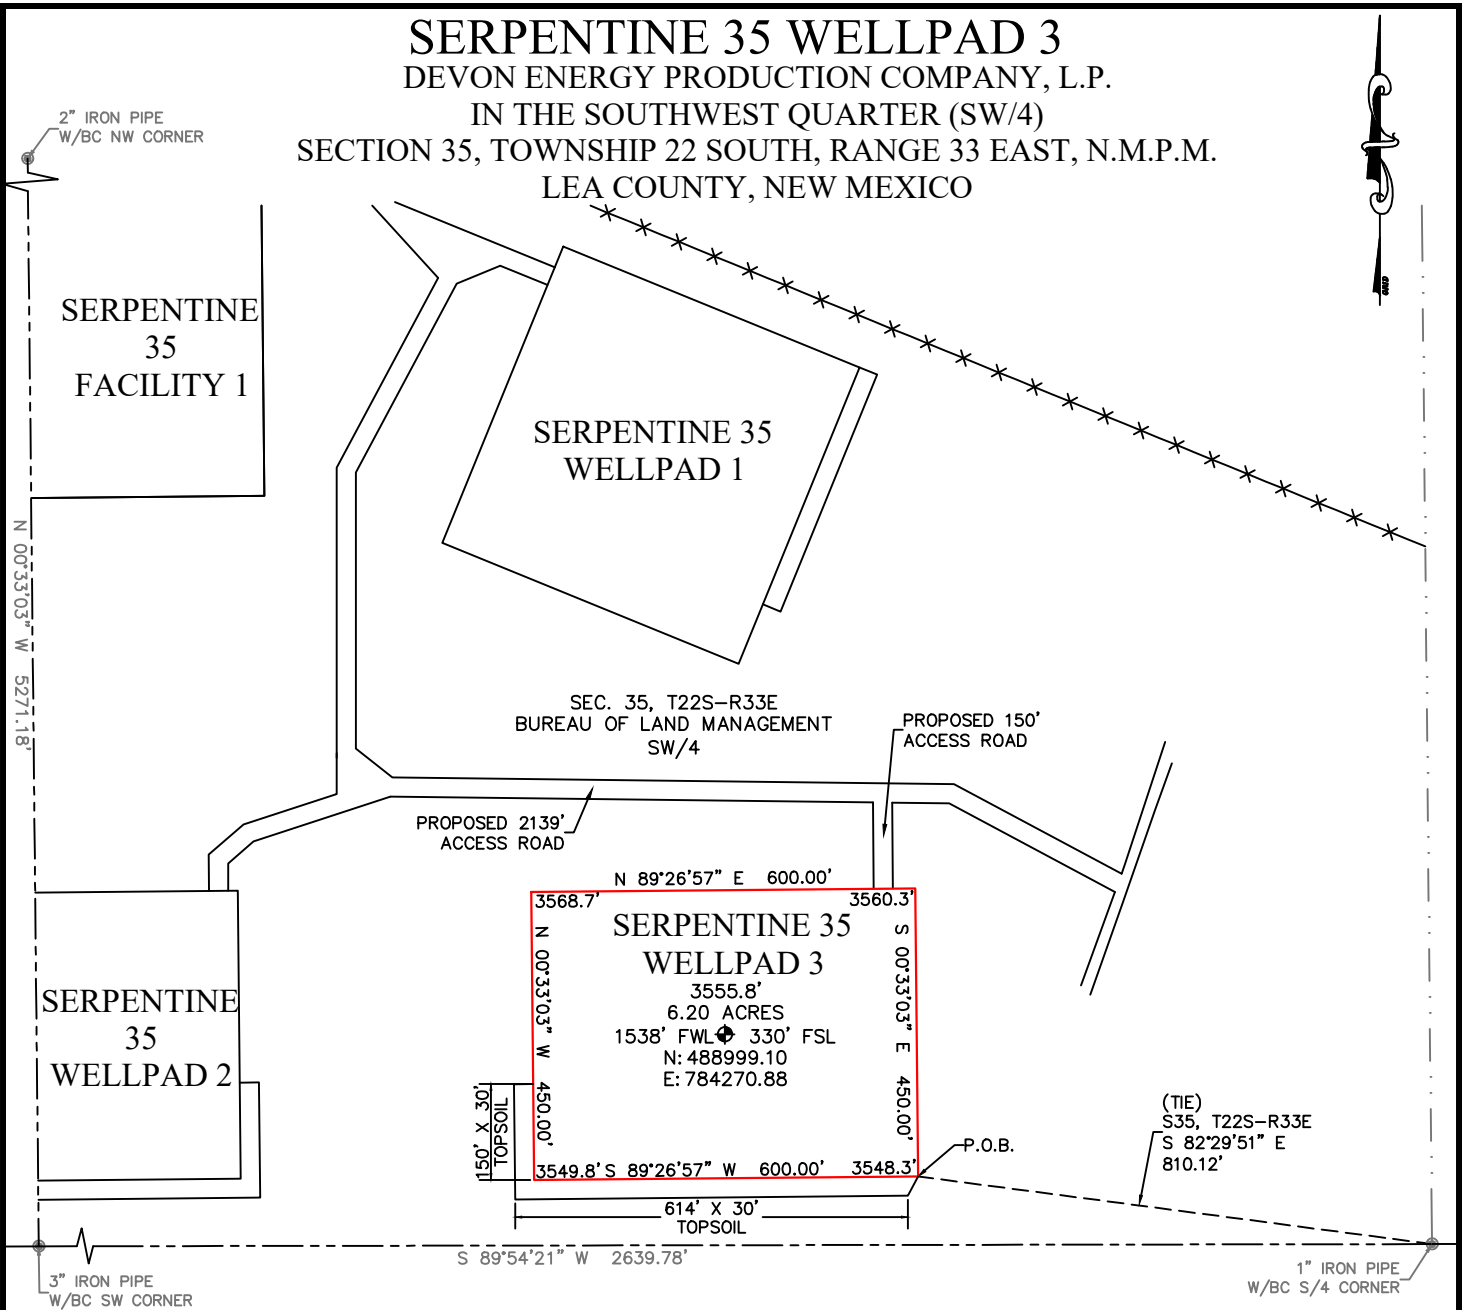 SERPENTINE 35 WELLPAD 3
DEVON ENERGY PRODUCTION COMPANY, L.P.
IN THE SOUTHWEST QUARTER (SW/4)
SECTION 35, TOWNSHIP 22 SOUTH, RANGE 33 EAST, N.M.P.M.
LEA COUNTY, NEW MEXICO
2" IRON PIPE
W/BC NW CORNER
GRID
SERPENTINE
35
FACILITY 1
SERPENTINE 35
WELLPAD 1
N 00°33'03" W 5271.18'
SEC. 35, T22S-R33E
BUREAU OF LAND MANAGEMENT
SW/4
PROPOSED 150'
ACCESS ROAD
PROPOSED 2139'
ACCESS ROAD
N 89°26'57" E 600.00'
3568.7'
3560.3'
SERPENTINE 35
WELLPAD 3
3555.8'
6.20 ACRES
1538' FWL 330' FSL
N: 488999.10
E: 784270.88
N 00°33'03" W 450.00'
S 00°33'03" E 450.00'
SERPENTINE
35
WELLPAD 2
150' X 30'
TOPSOIL
3549.8' S 89°26'57" W 600.00' 3548.3'
P.O.B.
(TIE)
S35, T22S-R33E
S 82°29'51" E
810.12'
614' X 30'
TOPSOIL
S 89°54'21" W 2639.78'
3" IRON PIPE
W/BC SW CORNER
1" IRON PIPE
W/BC S/4 CORNER